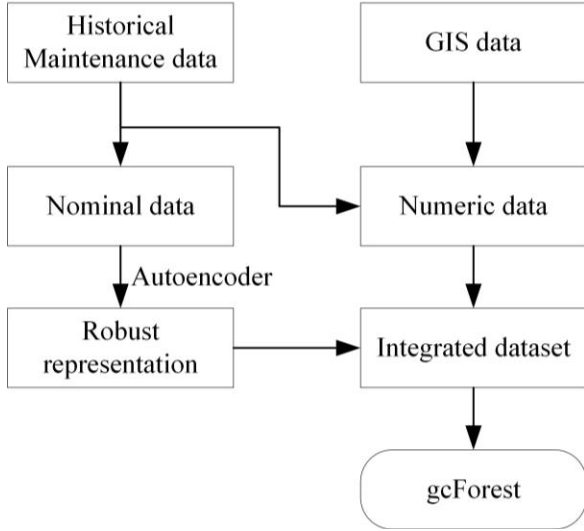 Historical
Maintenance data
GIS data
Nominal data
Numeric data
Autoencoder
Robust
representation
Integrated dataset
gcForest